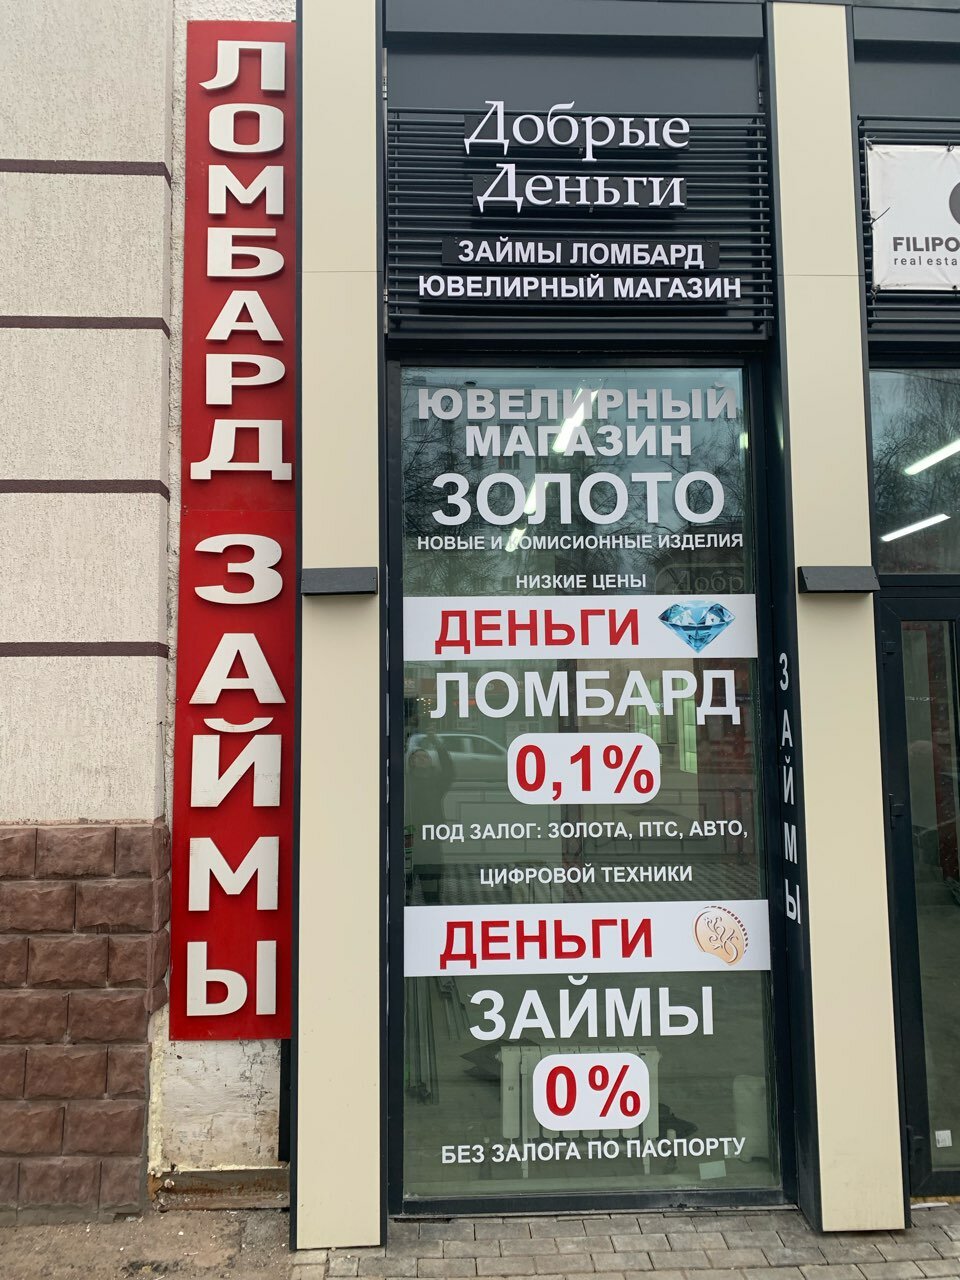 ЛОМБАРД ЗАЙМЫ
Добрые
Деньги
ЗАЙМЫ ЛОМБАРД
ЮВЕЛИРНЫЙ МАГАЗИН
ЮВЕЛИРНЫЙ
МАГАЗИН
ЗОЛОТО
НОВЫЕ И КОМИСИОННЫЕ ИЗДЕЛИЯ
НИЗКИЕ ЦЕНЫ
ДЕНЬГИ
ЛОМБАРД
0,1%
ПОД ЗАЛОГ: ЗОЛОТА, ПТС, АВТО,
ЦИФРОВОЙ ТЕХНИКИ
ДЕНЬГИ
ЗАЙМЫ
0%
БЕЗ ЗАЛОГА ПО ПАСПОРТУ
ЗАЙМЫ
FILIPO
real esta